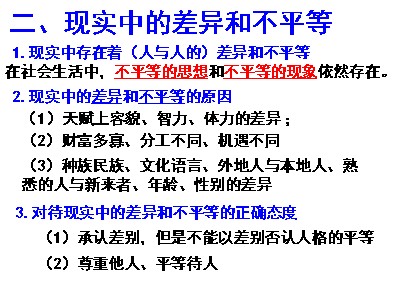 二、现实中的差异和不平等
1. 现实中存在着（人与人的）差异和不平等
在社会生活中，不平等的思想和不平等的现象依然存在。
2. 现实中的差异和不平等的原因
（1）天赋上容貌、智力、体力的差异；
（2）财富多寡、分工不同、机遇不同
（3）种族民族、文化语言、外地人与本地人、熟
悉的人与新来者、年龄、性别的差异
3. 对待现实中的差异和不平等的正确态度
（1）承认差别，但是不能以差别否认人格的平等
（2）尊重他人、平等待人